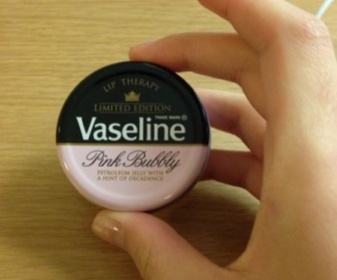 LIP THERAPY
LIMITED EDITION
TRADE MARK ®
Vaseline
Pink Bubbly
PETROLEUM JELLY WITH
A HINT OF DECADENCE